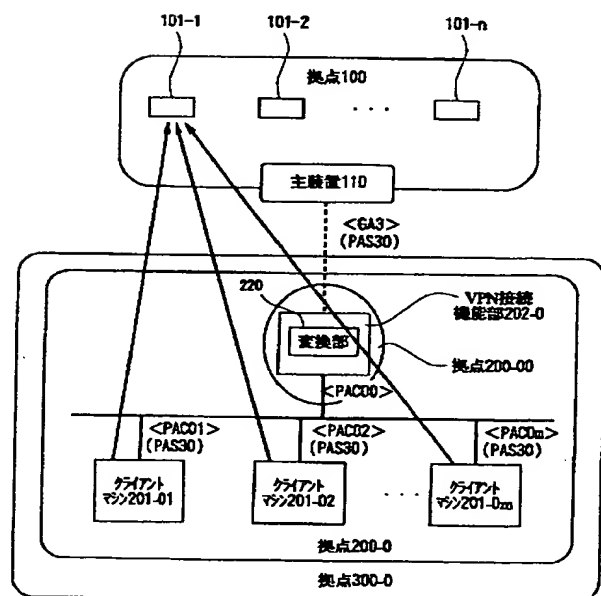 101-1
101-2
101-n
拠点100
・・・
主装置110
<GA3>
(PAS30)
220
VPN接続
機能部202-0
変換部
拠点200-00
<PAC00>
<PAC01>
(PAS30)
<PAC02>
(PAS30)
<PAC0m>
(PAS30)
クライアント
マシン201-01
クライアント
マシン201-02
・・・・
クライアント
マシン201-0m
拠点200-0
拠点300-0